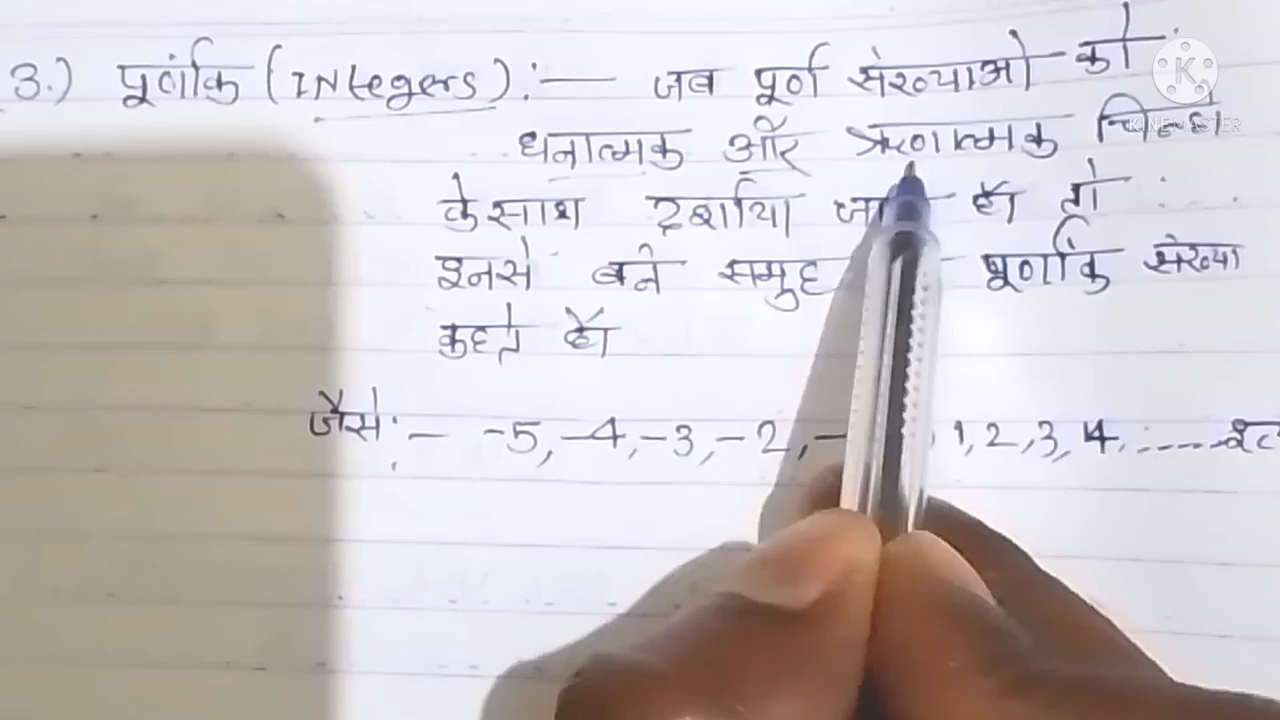 3.) पूर्णांक (Integers) :— जब पूर्ण संख्याओ को
धनात्मक और ऋणात्मक चिह्नो
के साथ दर्शाया है तो
इनसे बने समुह पूर्णांक संख्या
कहते है।
जैसे:— -5, -4, -3, -2, 1, 2, 3, 4, ......
K
KINEMASTER